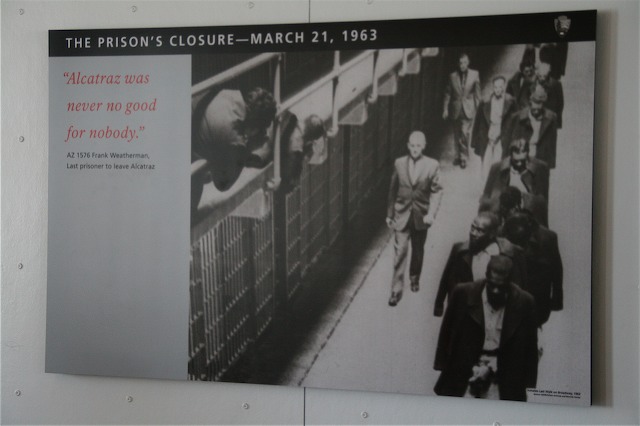 THE PRISON'S CLOSURE—MARCH 21, 1963
“Alcatraz was
never no good
for nobody.”
AZ 1576 Frank Weatherman,
Last prisoner to leave Alcatraz